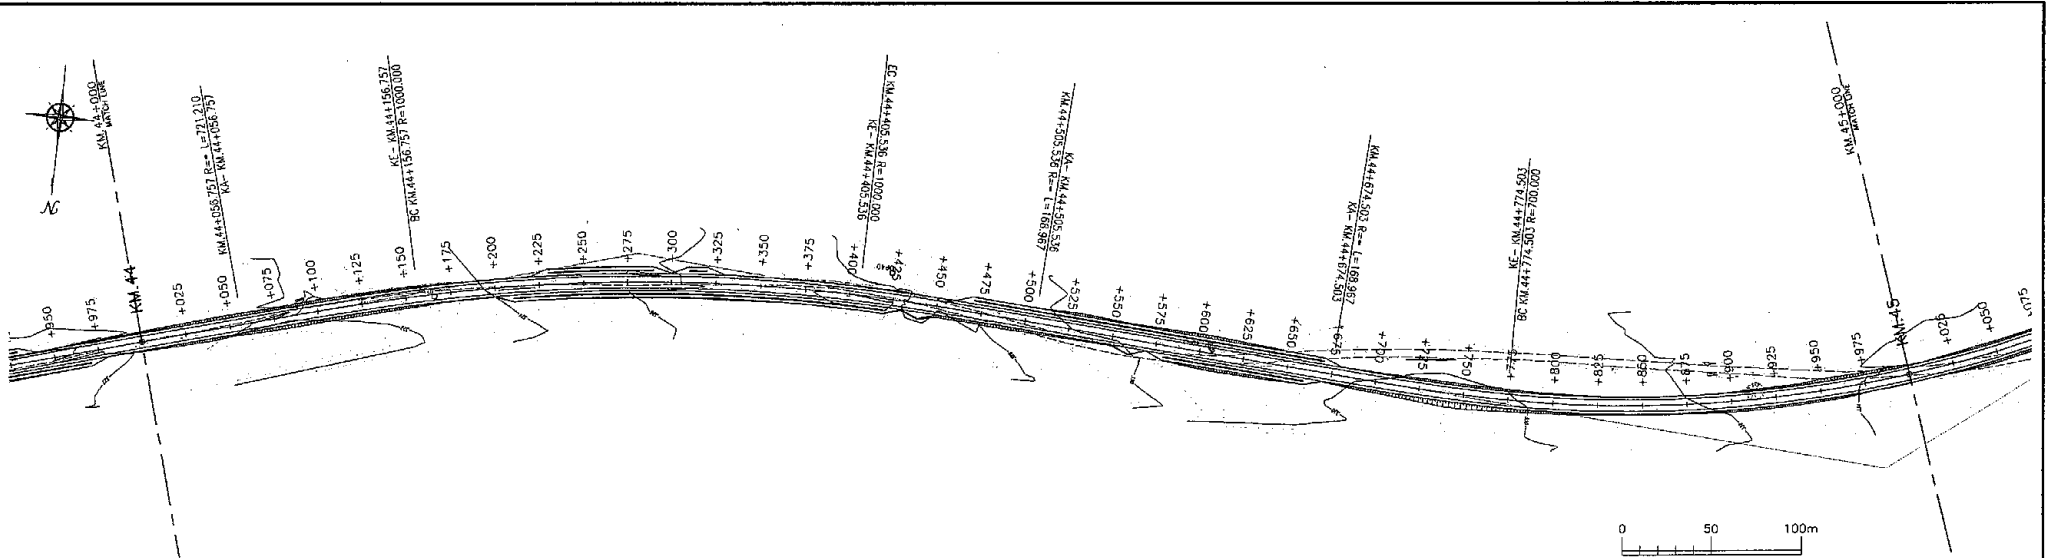 N
KM.44+000
MATCH LINE
KM.44+056.757 R=∞ L=721.210
KA- KM.44+056.757
KE- KM.44+156.757
BC KM.44+156.757 R=1000.000
EC KM.44+405.536 R=1000.000
KE- KM.44+405.536
KA- KM.44+505.536
KM.44+505.536 R=∞ L=168.967
KM.44+674.503 R=∞ L=168.967
KA- KM.44+674.503
KE- KM.44+774.503
BC KM.44+774.503 R=700.000
KM.45+000
MATCH LINE
+950
+975
KM.44
+025
+050
+075
+100
+125
+150
+175
+200
+225
+250
+275
+300
+325
+350
+375
+400
+425
+450
+475
+500
+525
+550
+575
+600
+625
+650
+675
+700
+725
+750
+775
+800
+825
+850
+875
+900
+925
+950
+975
KM.45
+025
+050
+075
0 50 100m